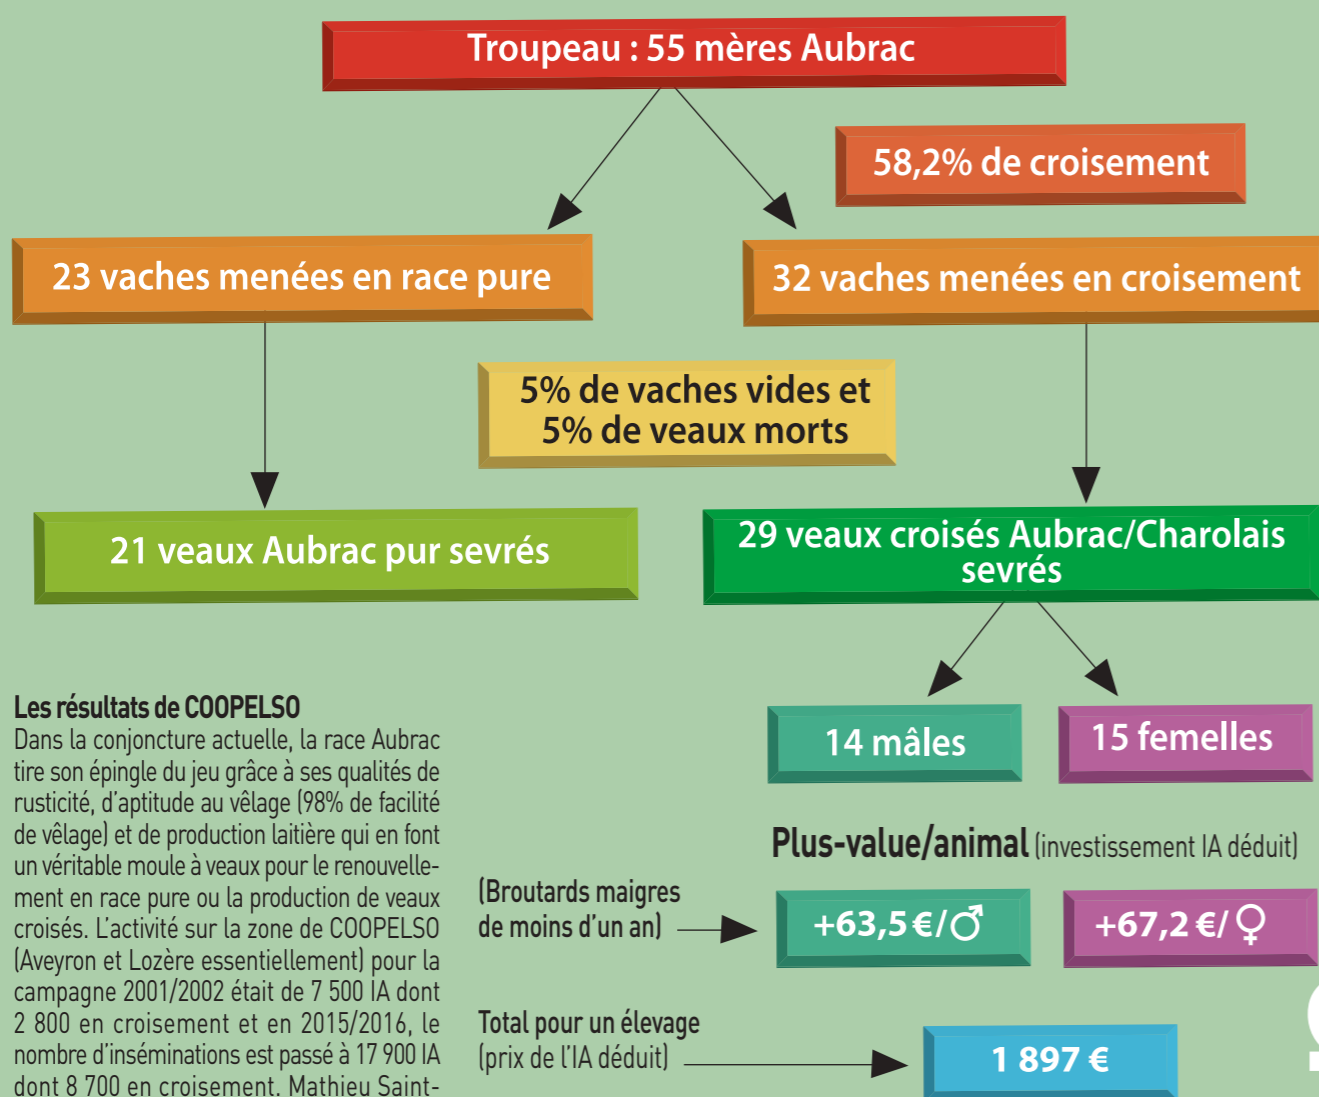 Troupeau : 55 mères Aubrac
58,2% de croisement
23 vaches menées en race pure
32 vaches menées en croisement
5% de vaches vides et
5% de veaux morts
21 veaux Aubrac pur sevrés
29 veaux croisés Aubrac/Charolais
sevrés
14 mâles
15 femelles
Plus-value/animal (investissement IA déduit)
(Broutards maigres
de moins d'un an)
+63,5 €/♂
+67,2 €/♀
Total pour un élevage
(prix de l'IA déduit)
1 897 €
Les résultats de COOPELSO
Dans la conjoncture actuelle, la race Aubrac
tire son épingle du jeu grâce à ses qualités de
rusticité, d'aptitude au vêlage (98% de facilité
de vêlage) et de production laitière qui en font
un véritable moule à veaux pour le renouvelle-
ment en race pure ou la production de veaux
croisés. L'activité sur la zone de COOPELSO
(Aveyron et Lozère essentiellement) pour la
campagne 2001/2002 était de 7 500 IA dont
2 800 en croisement et en 2015/2016, le
nombre d'inséminations est passé à 17 900 IA
dont 8 700 en croisement. Mathieu Saint-